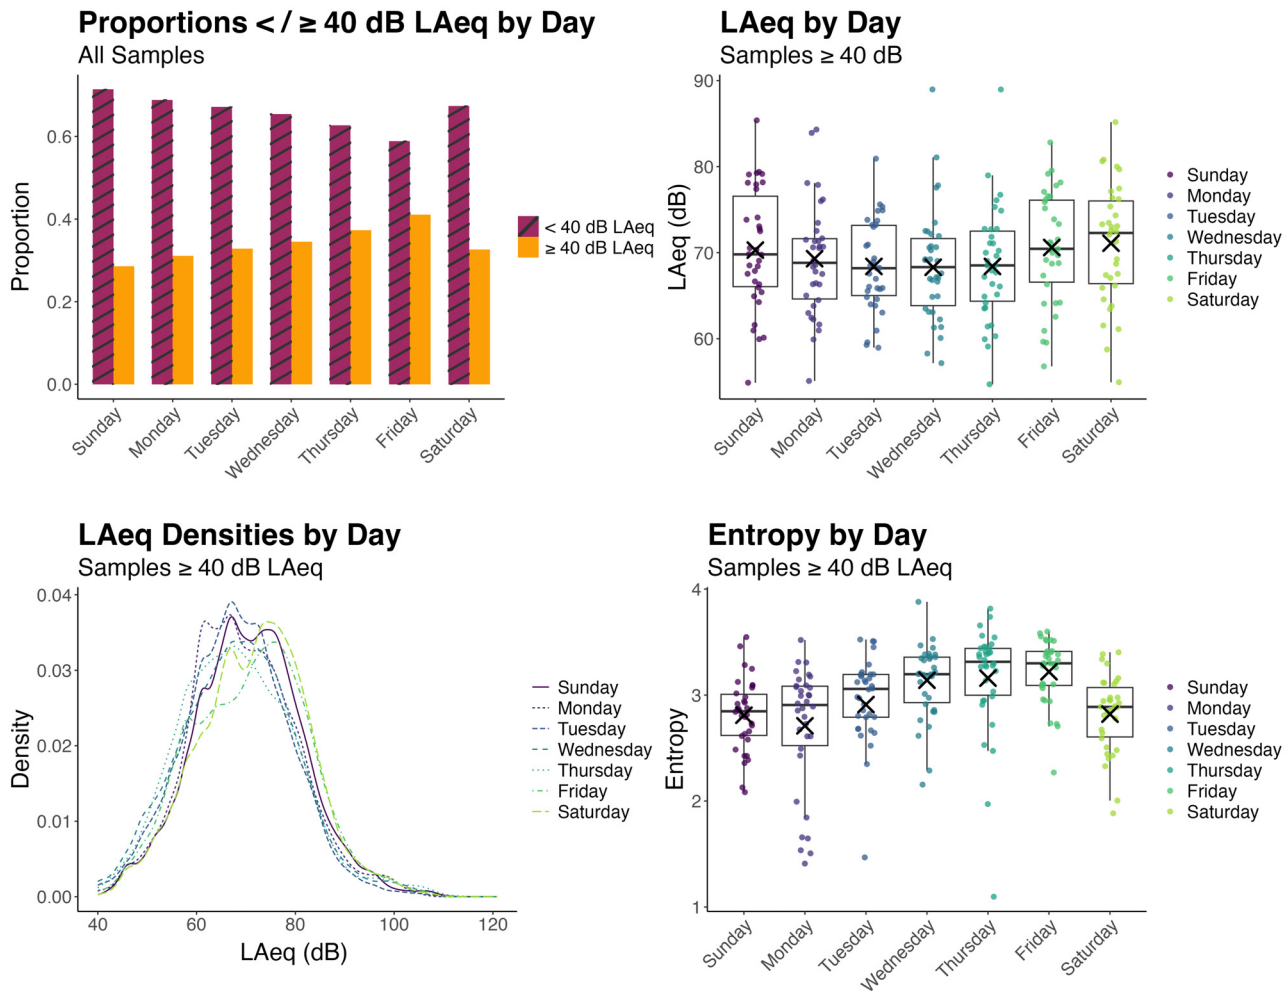 Proportions < / ≥ 40 dB LAeq by Day
All Samples
Proportion
0.6
0.4
0.2
0.0
Sunday
Monday
Tuesday
Wednesday
Thursday
Friday
Saturday
< 40 dB LAeq
≥ 40 dB LAeq
LAeq by Day
Samples ≥ 40 dB
LAeq (dB)
90
80
70
60
Sunday
Monday
Tuesday
Wednesday
Thursday
Friday
Saturday
Sunday
Monday
Tuesday
Wednesday
Thursday
Friday
Saturday
LAeq Densities by Day
Samples ≥ 40 dB LAeq
Density
0.04
0.03
0.02
0.01
0.00
40 60 80 100 120
LAeq (dB)
Sunday
Monday
Tuesday
Wednesday
Thursday
Friday
Saturday
Entropy by Day
Samples ≥ 40 dB LAeq
Entropy
4
3
2
1
Sunday
Monday
Tuesday
Wednesday
Thursday
Friday
Saturday
Sunday
Monday
Tuesday
Wednesday
Thursday
Friday
Saturday